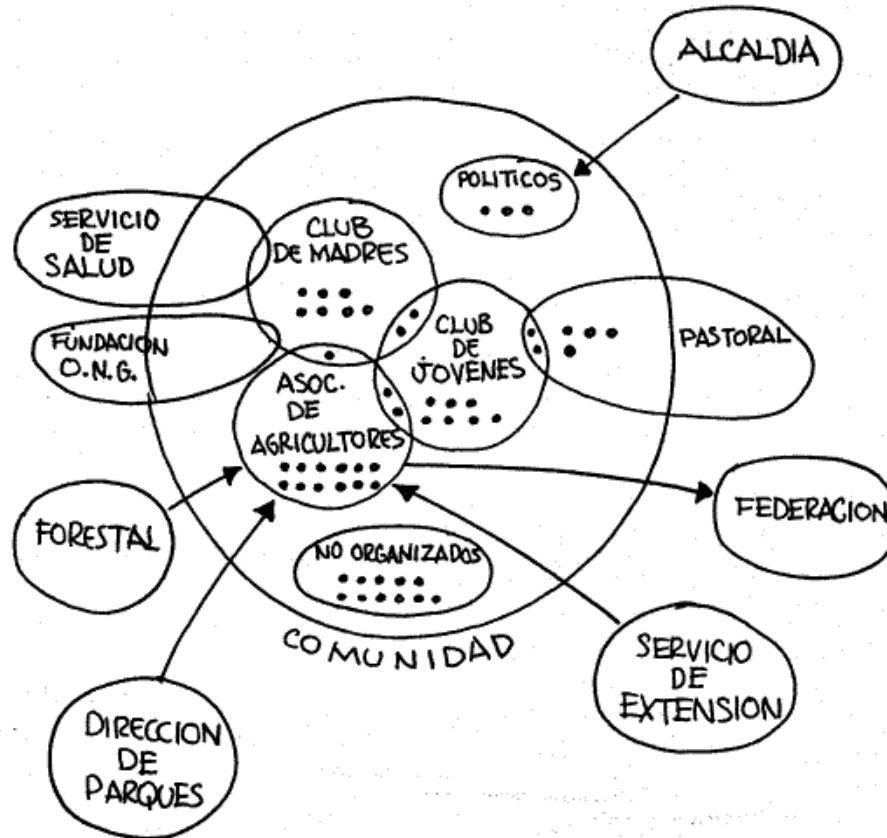 ALCALDIA
POLITICOS
SERVICIO
DE
SALUD
CLUB
DE MADRES
FUNDACION
O.N.G.
CLUB
DE
JOVENES
PASTORAL
ASOC.
DE
AGRICULTORES
FORESTAL
FEDERACION
NO ORGANIZADOS
COMUNIDAD
SERVICIO
DE
EXTENSION
DIRECCION
DE
PARQUES